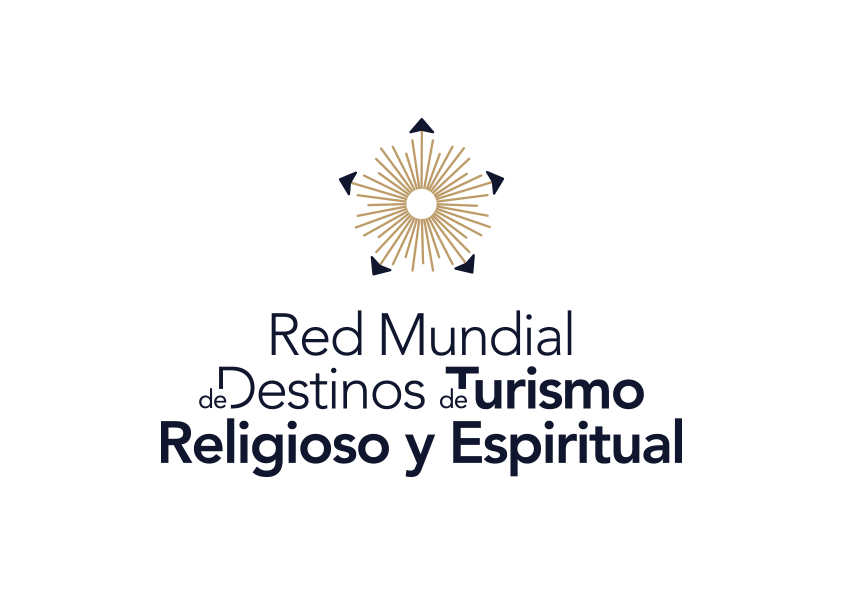 Red Mundial
de Destinos de Turismo
Religioso y Espiritual